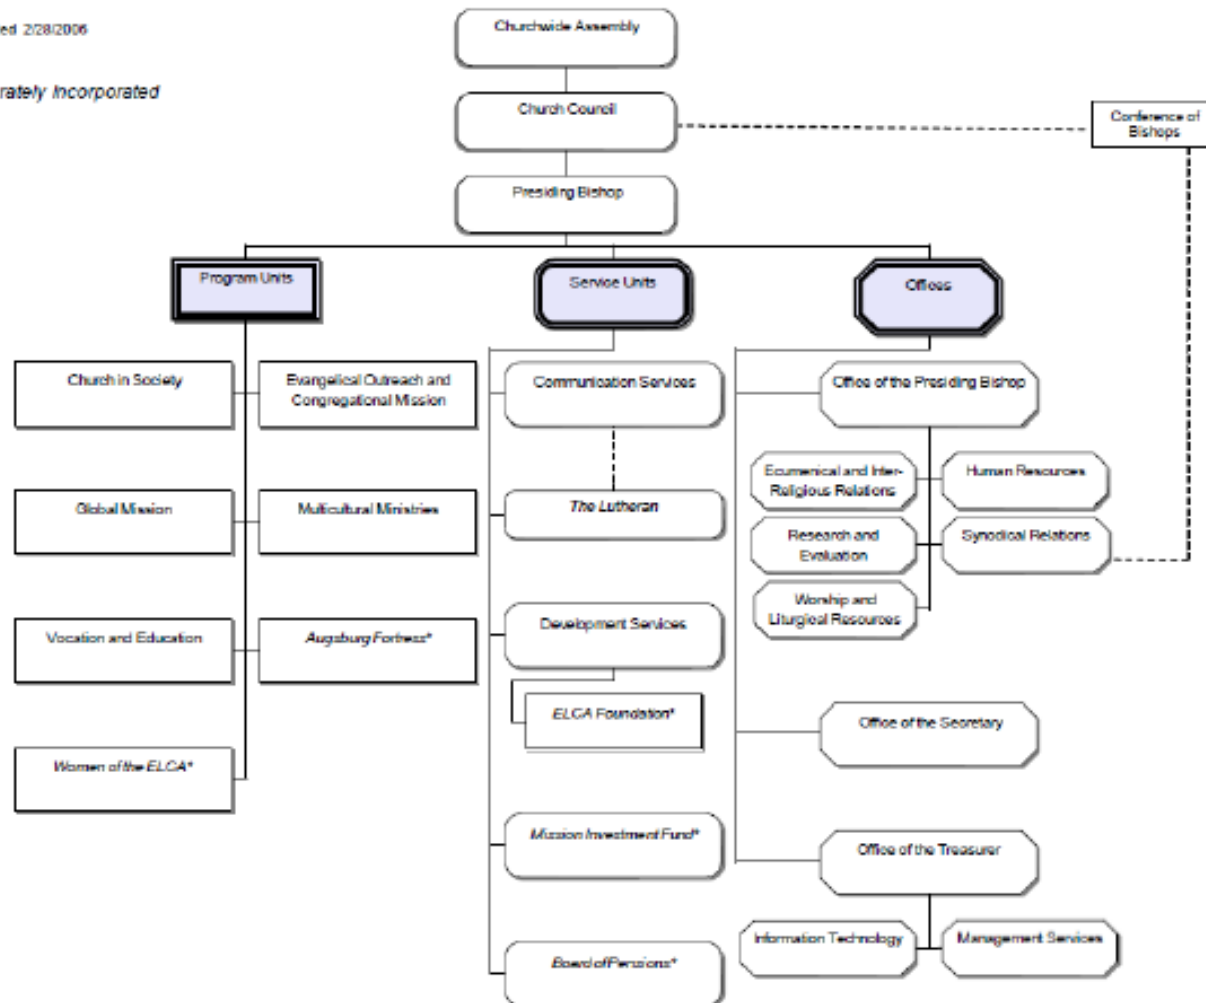 ed 2/28/2006
rately Incorporated
Churchwide Assembly
Church Council
Conference of
Bishops
Presiding Bishop
Program Units
Service Units
Offices
Church in Society
Evangelical Outreach and
Congregational Mission
Global Mission
Multicultural Ministries
Vocation and Education
Augsburg Fortress*
Women of the ELCA*
Communication Services
The Lutheran
Development Services
ELCA Foundation*
Mission Investment Fund*
Board of Pensions*
Office of the Presiding Bishop
Ecumenical and Inter-
Religious Relations
Human Resources
Research and
Evaluation
Synodical Relations
Worship and
Liturgical Resources
Office of the Secretary
Office of the Treasurer
Information Technology
Management Services